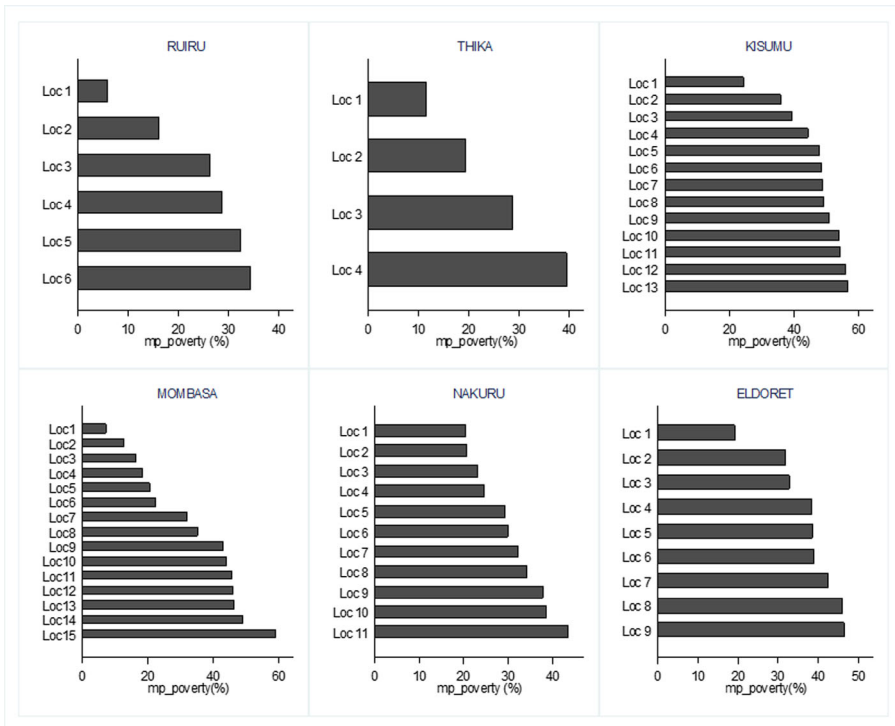 RUIRU
Loc 1
Loc 2
Loc 3
Loc 4
Loc 5
Loc 6
0 10 20 30 40
mp_poverty (%)
THIKA
Loc 1
Loc 2
Loc 3
Loc 4
0 10 20 30 40
mp_poverty (%)
KISUMU
Loc 1
Loc 2
Loc 3
Loc 4
Loc 5
Loc 6
Loc 7
Loc 8
Loc 9
Loc 10
Loc 11
Loc 12
Loc 13
0 20 40 60
mp_poverty(%)
MOMBASA
Loc1
Loc2
Loc3
Loc4
Loc5
Loc6
Loc7
Loc8
Loc9
Loc10
Loc11
Loc12
Loc13
Loc14
Loc15
0 20 40 60
mp_poverty(%)
NAKURU
Loc 1
Loc 2
Loc 3
Loc 4
Loc 5
Loc 6
Loc 7
Loc 8
Loc 9
Loc 10
Loc 11
0 10 20 30 40
mp_poverty (%)
ELDORET
Loc 1
Loc 2
Loc 3
Loc 4
Loc 5
Loc 6
Loc 7
Loc 8
Loc 9
0 10 20 30 40 50
mp_poverty(%)